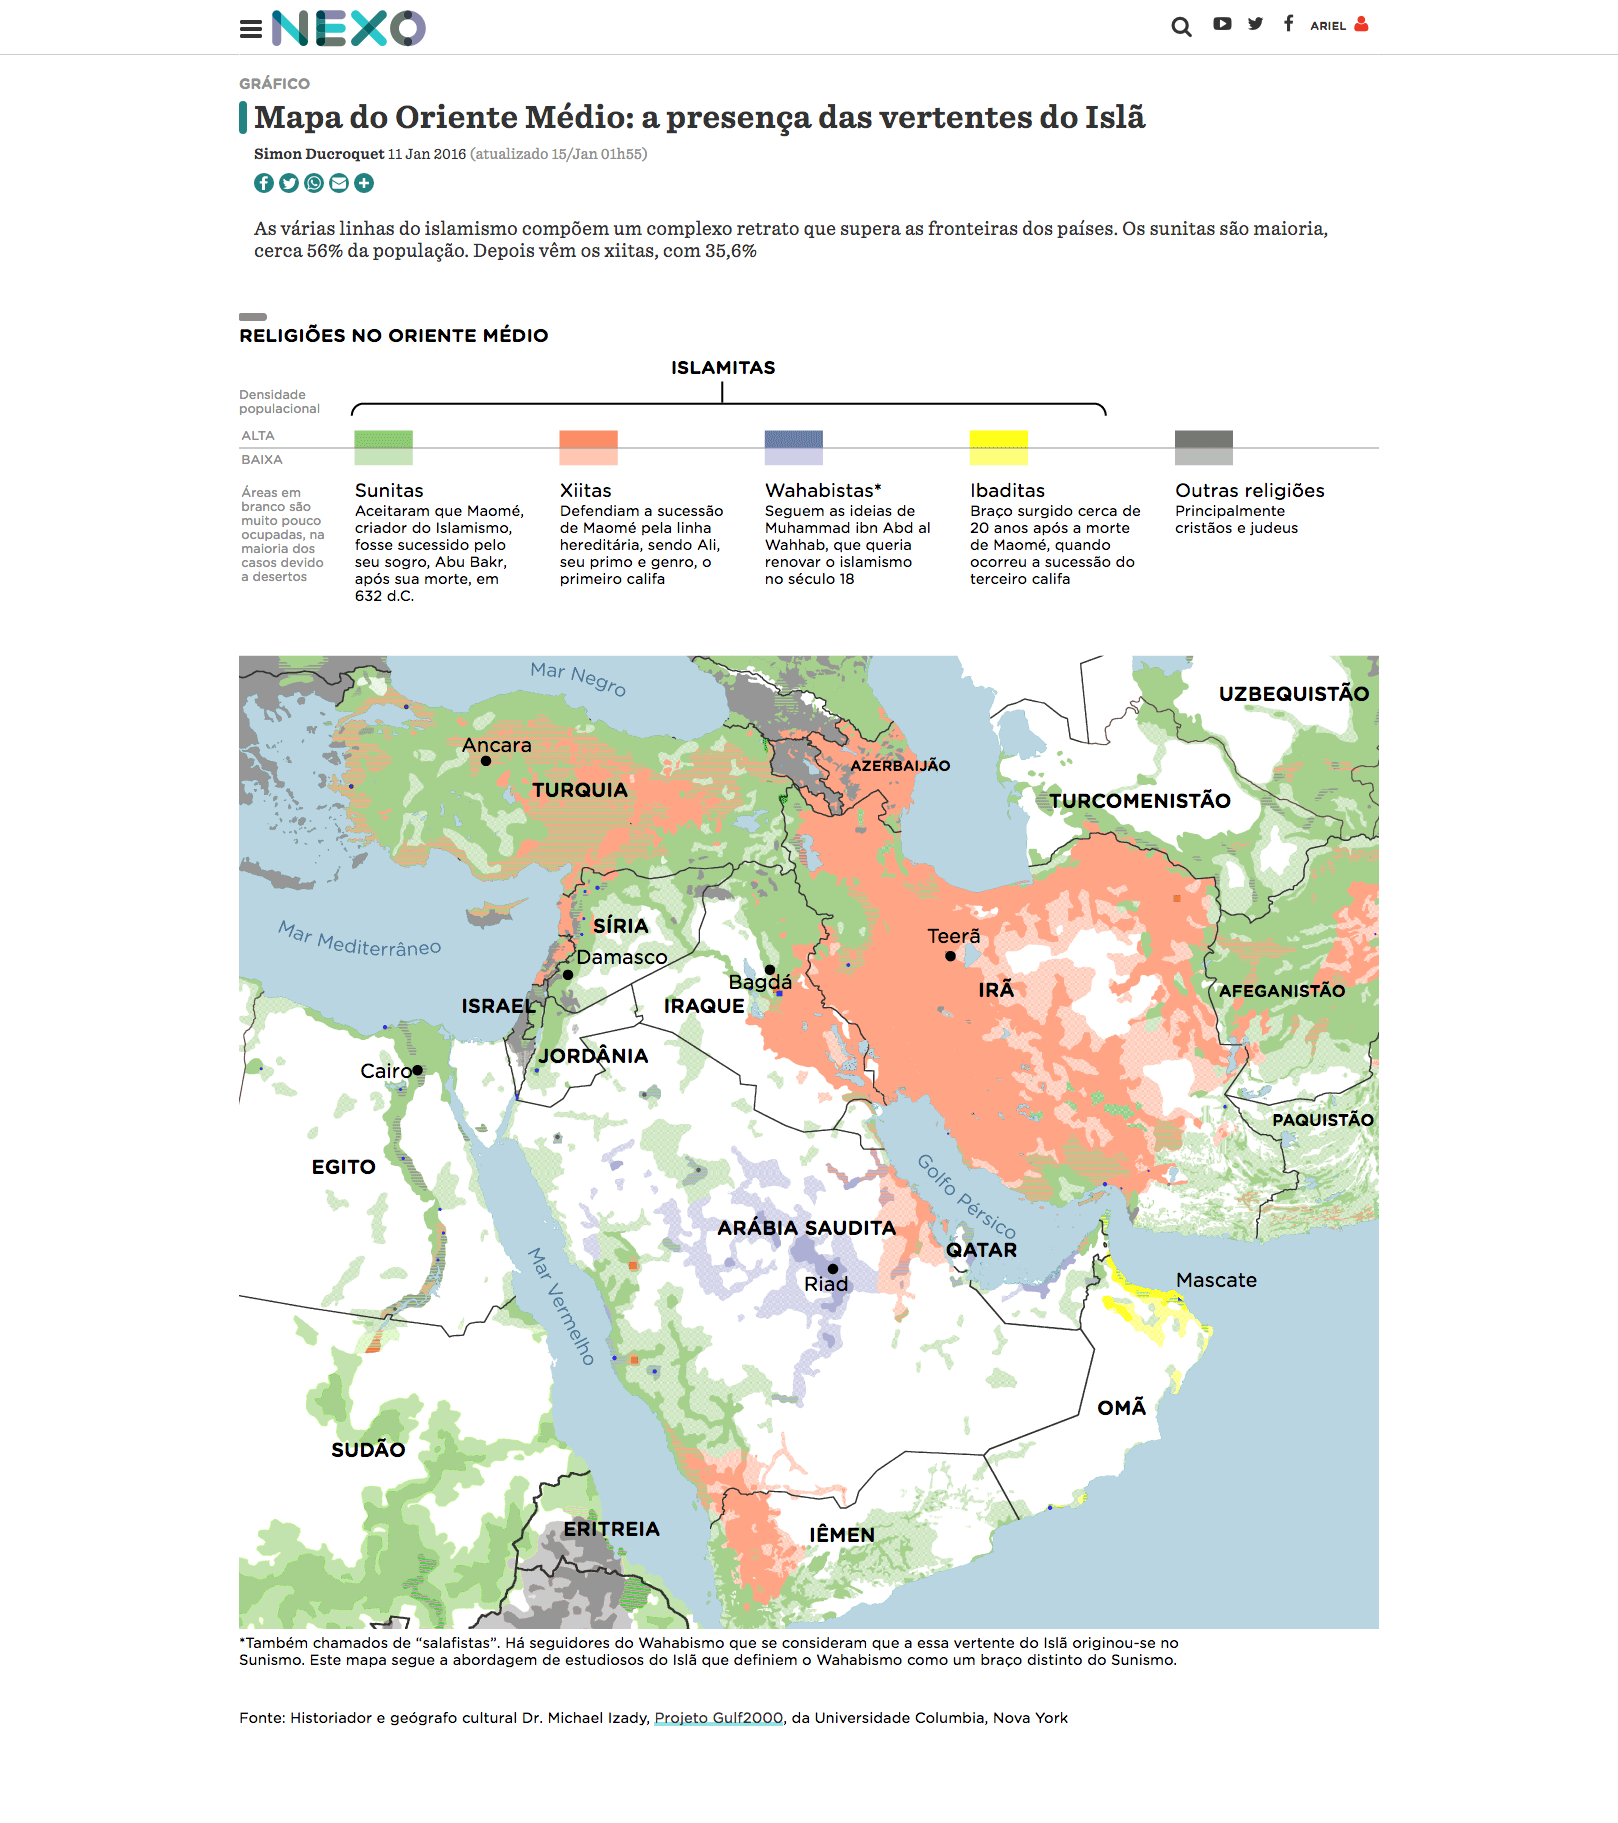 NEXO
ARIEL
GRÁFICO
Mapa do Oriente Médio: a presença das vertentes do Islã
Simon Ducroquet 11 Jan 2016 (atualizado 15/Jan 01h55)
As várias linhas do islamismo compõem um complexo retrato que supera as fronteiras dos países. Os sunitas são maioria,
cerca 56% da população. Depois vêm os xiitas, com 35,6%
RELIGIÕES NO ORIENTE MÉDIO
ISLAMITAS
Densidade
populacional
ALTA
BAIXA
Áreas em
branco são
muito pouco
ocupadas, na
maioria dos
casos devido
a desertos
Sunitas
Aceitaram que Maomé,
criador do Islamismo,
fosse sucessido pelo
seu sogro, Abu Bakr,
após sua morte, em
632 d.C.
Xiitas
Defendiam a sucessão
de Maomé pela linha
hereditária, sendo Ali,
seu primo e genro, o
primeiro califa
Wahabistas*
Seguem as ideias de
Muhammad ibn Abd al
Wahhab, que queria
renovar o islamismo
no século 18
Ibaditas
Braço surgido cerca de
20 anos após a morte
de Maomé, quando
ocorreu a sucessão do
terceiro califa
Outras religiões
Principalmente
cristãos e judeus
Mar Negro
UZBEQUISTÃO
Ancara
AZERBAIJÃO
TURQUIA
TURCOMENISTÃO
SÍRIA
Mar Mediterrâneo
Teerã
Damasco
Bagdá
IRÃ
AFEGANISTÃO
ISRAEL
IRAQUE
JORDÂNIA
Cairo
PAQUISTÃO
EGITO
Golfo Pérsico
ARÁBIA SAUDITA
QATAR
Mascate
Riad
Mar Vermelho
OMÃ
SUDÃO
ERITREIA
IÊMEN
*Também chamados de “salafistas”. Há seguidores do Wahabismo que se consideram que a essa vertente do Islã originou-se no
Sunismo. Este mapa segue a abordagem de estudiosos do Islã que definiem o Wahabismo como um braço distinto do Sunismo.
Fonte: Historiador e geógrafo cultural Dr. Michael Izady, Projeto Gulf2000, da Universidade Columbia, Nova York